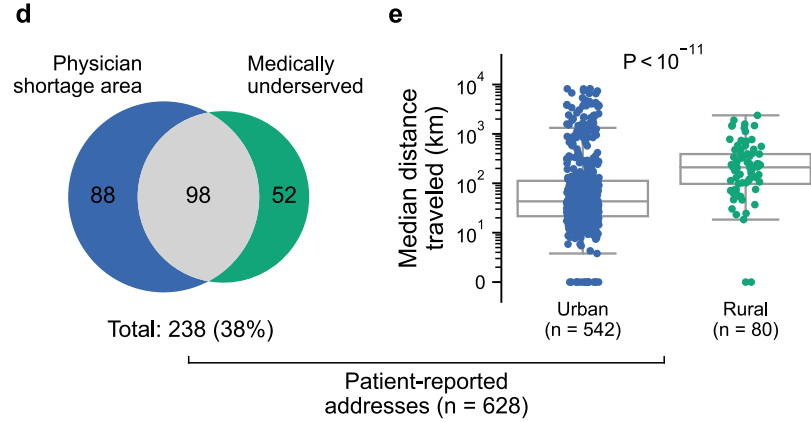 d
Physician
shortage area
Medically
underserved
88
98
52
Total: 238 (38%)
e
P < 10⁻¹¹
Median distance
traveled (km)
10⁴
10³
10²
10¹
0
Urban
(n = 542)
Rural
(n = 80)
Patient-reported
addresses (n = 628)